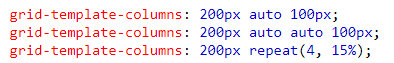 grid-template-columns: 200px auto 100px;
grid-template-columns: 200px auto auto 100px;
grid-template-columns: 200px repeat(4, 15%);